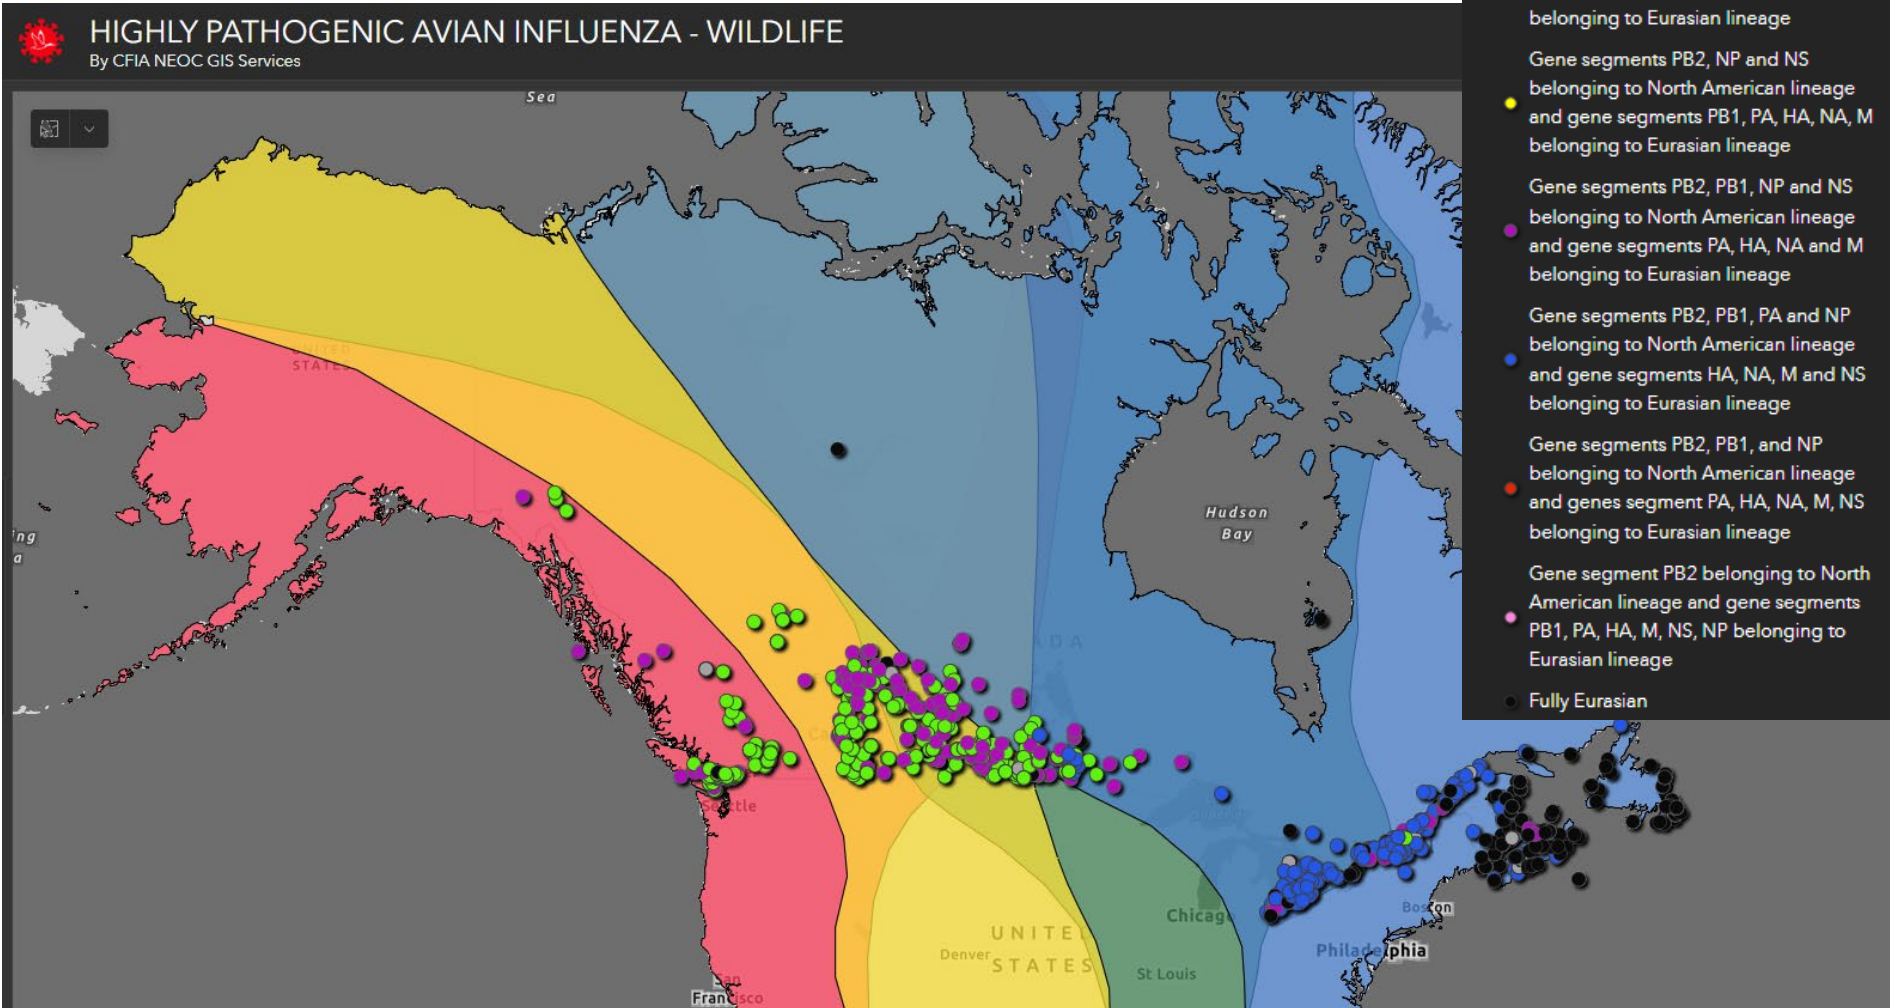 HIGHLY PATHOGENIC AVIAN INFLUENZA - WILDLIFE
By CFIA NEOC GIS Services
belonging to Eurasian lineage
Gene segments PB2, NP and NS
belonging to North American lineage
and gene segments PB1, PA, HA, NA, M
belonging to Eurasian lineage
Gene segments PB2, PB1, NP and NS
belonging to North American lineage
and gene segments PA, HA, NA and M
belonging to Eurasian lineage
Gene segments PB2, PB1, PA and NP
belonging to North American lineage
and gene segments HA, NA, M and NS
belonging to Eurasian lineage
Gene segments PB2, PB1, and NP
belonging to North American lineage
and genes segment PA, HA, NA, M, NS
belonging to Eurasian lineage
Gene segment PB2 belonging to North
American lineage and gene segments
PB1, PA, HA, M, NS, NP belonging to
Eurasian lineage
Fully Eurasian
Sea
UNITED
STATES
Hudson
Bay
ng
a
ADA
Ca
Seattle
Chicago
Boston
UNITE
STATES
Denver
Philadelphia
St Louis
San
Francisco